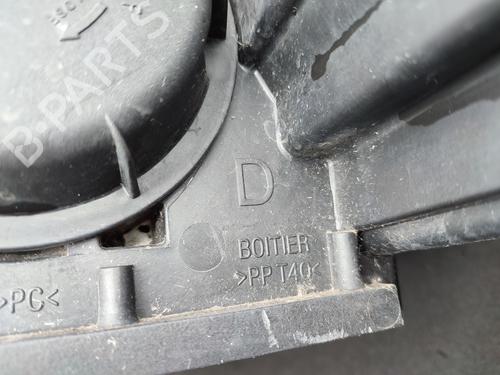 B-PARTS
D
BOITIER
>PP T40<
>PC<